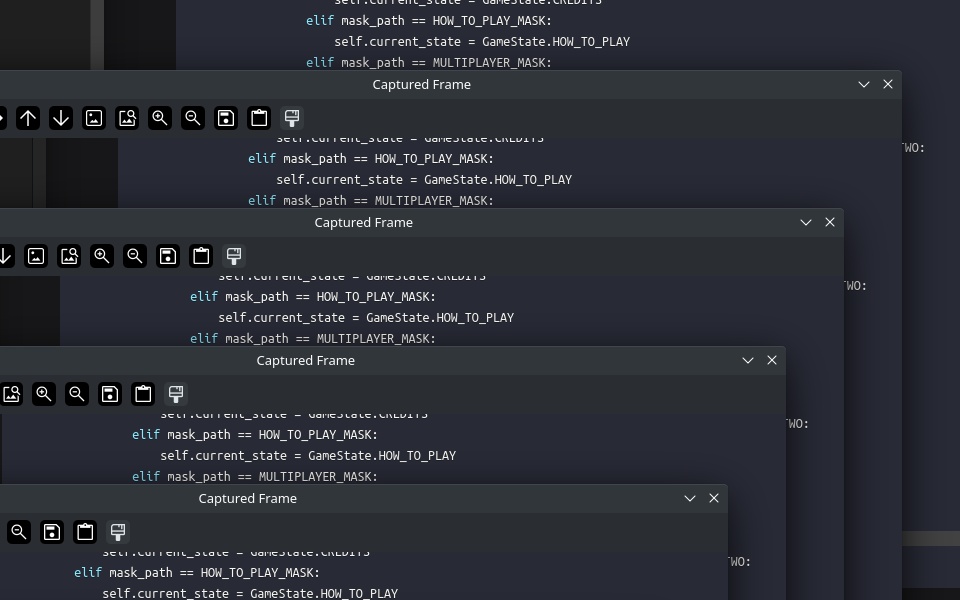 self.current_state = GameState.CREDITS
elif mask_path == HOW_TO_PLAY_MASK:
self.current_state = GameState.HOW_TO_PLAY
elif mask_path == MULTIPLAYER_MASK:
Captured Frame
self.current_state = GameState.CREDITS
TWO:
elif mask_path == HOW_TO_PLAY_MASK:
self.current_state = GameState.HOW_TO_PLAY
elif mask_path == MULTIPLAYER_MASK:
Captured Frame
self.current_state = GameState.CREDITS
TWO:
elif mask_path == HOW_TO_PLAY_MASK:
self.current_state = GameState.HOW_TO_PLAY
elif mask_path == MULTIPLAYER_MASK:
Captured Frame
self.current_state = GameState.CREDITS
TWO:
elif mask_path == HOW_TO_PLAY_MASK:
self.current_state = GameState.HOW_TO_PLAY
elif mask_path == MULTIPLAYER_MASK:
Captured Frame
self.current_state = GameState.CREDITS
TWO:
elif mask_path == HOW_TO_PLAY_MASK:
self.current_state = GameState.HOW_TO_PLAY